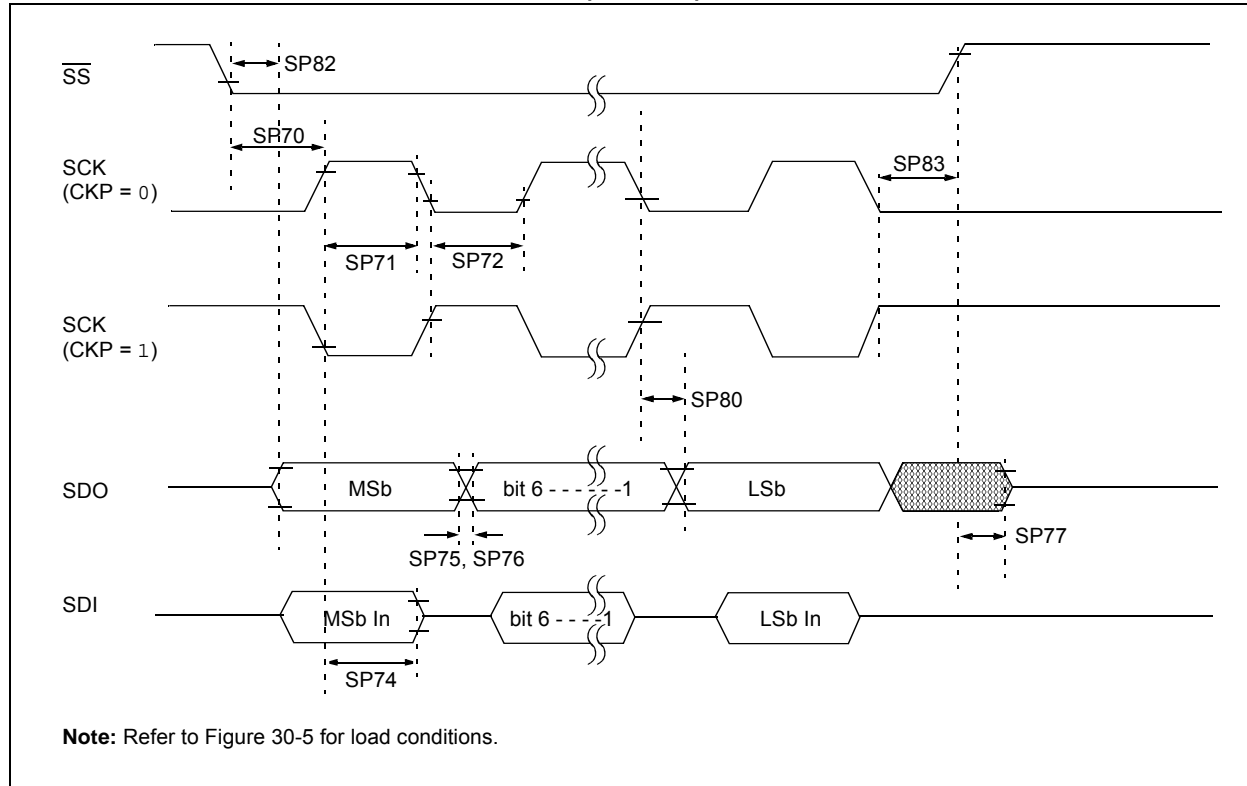 SS
SP82
SP70
SCK
(CKP = 0)
SP83
SP71
SP72
SCK
(CKP = 1)
SP80
SDO
MSb
bit 6 - - - - - -1
LSb
SP75, SP76
SP77
SDI
MSb In
bit 6 - - - -1
LSb In
SP74
Note: Refer to Figure 30-5 for load conditions.